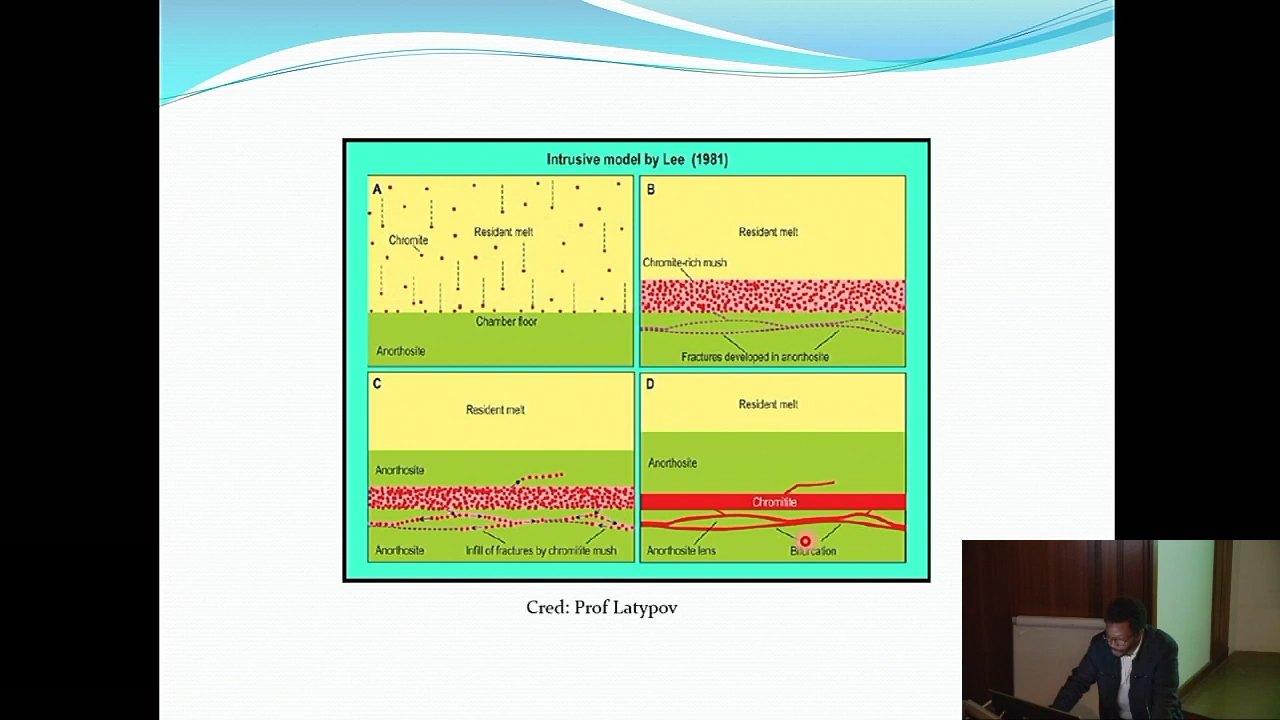 Intrusive model by Lee (1981)
A
Resident melt
Chromite
Chamber floor
Anorthosite
B
Resident melt
Chromite-rich mush
Fractures developed in anorthosite
C
Resident melt
Anorthosite
Anorthosite
Infill of fractures by chromitite mush
D
Resident melt
Anorthosite
Chromitite
Anorthosite lens
Bifurcation
Cred: Prof Latypov